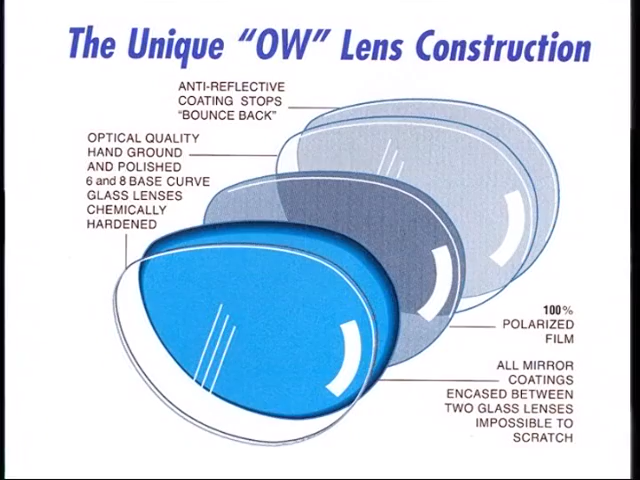 The Unique “OW” Lens Construction
ANTI-REFLECTIVE
COATING STOPS
“BOUNCE BACK”
OPTICAL QUALITY
HAND GROUND
AND POLISHED
6 and 8 BASE CURVE
GLASS LENSES
CHEMICALLY
HARDENED
100%
POLARIZED
FILM
ALL MIRROR
COATINGS
ENCASED BETWEEN
TWO GLASS LENSES
IMPOSSIBLE TO
SCRATCH